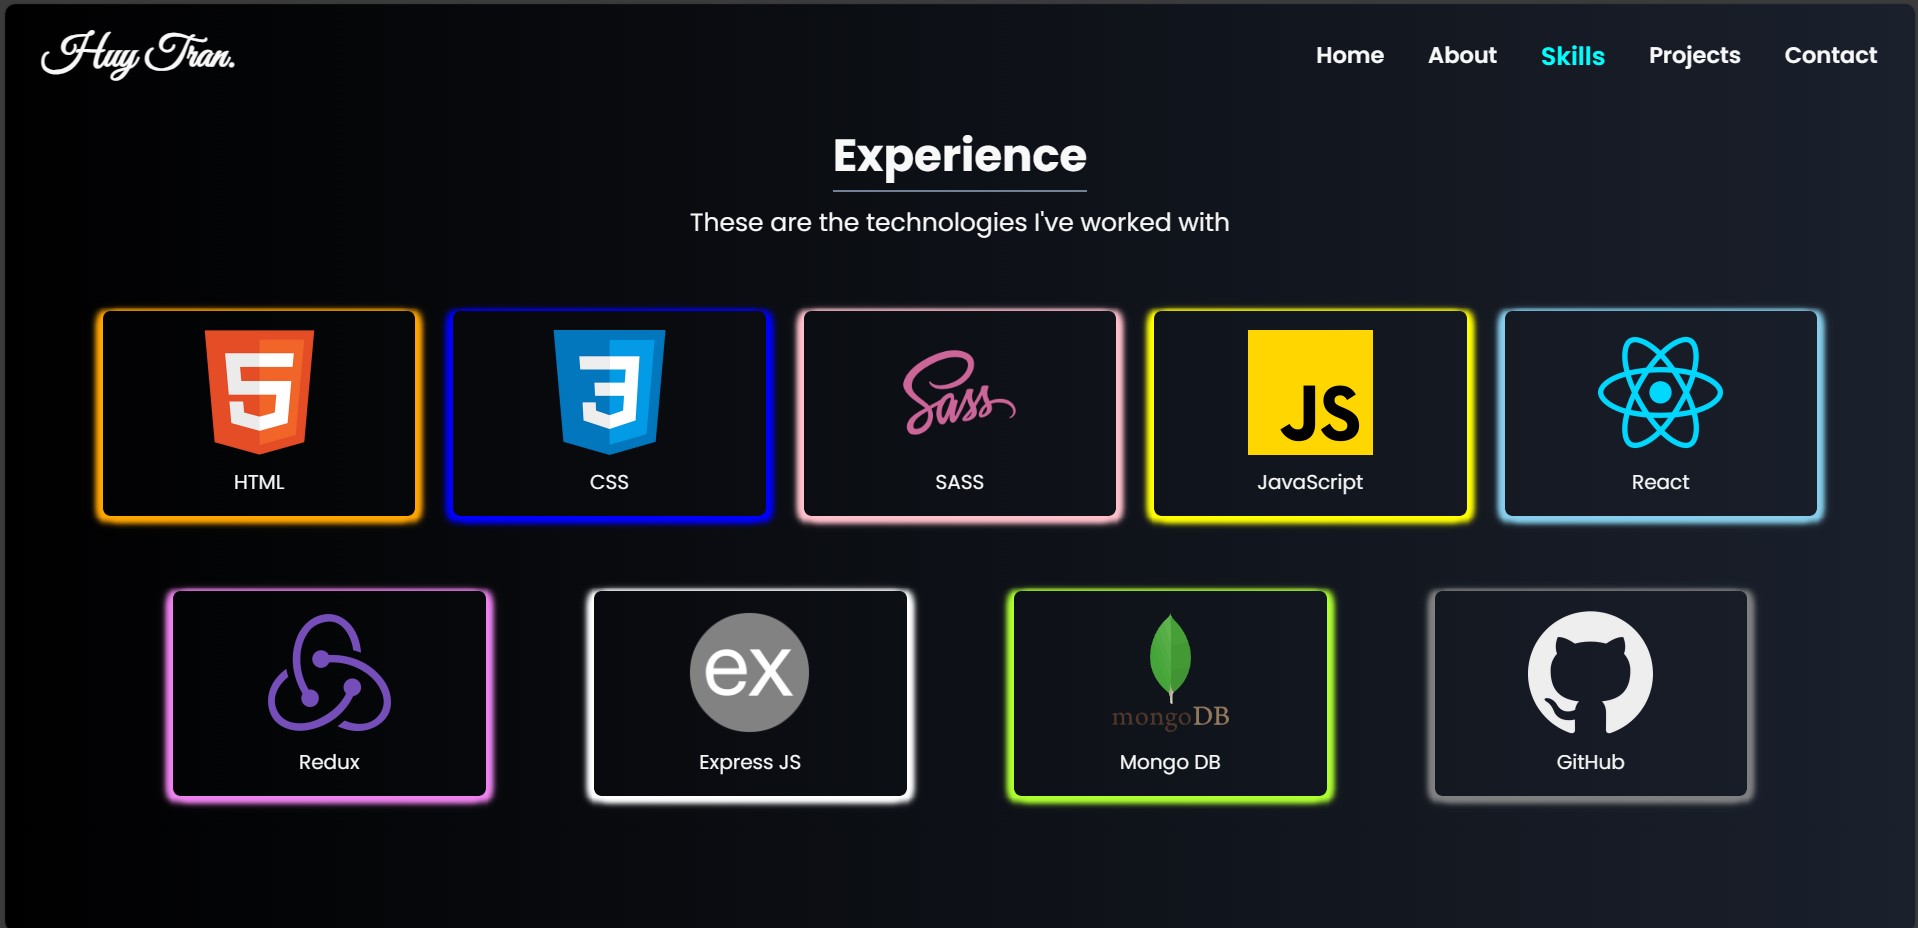 Huy Tran.
Home About Skills Projects Contact
Experience
These are the technologies I've worked with
5
3
Sass
JS
HTML
CSS
SASS
JavaScript
React
ex
mongoDB
Redux
Express JS
Mongo DB
GitHub